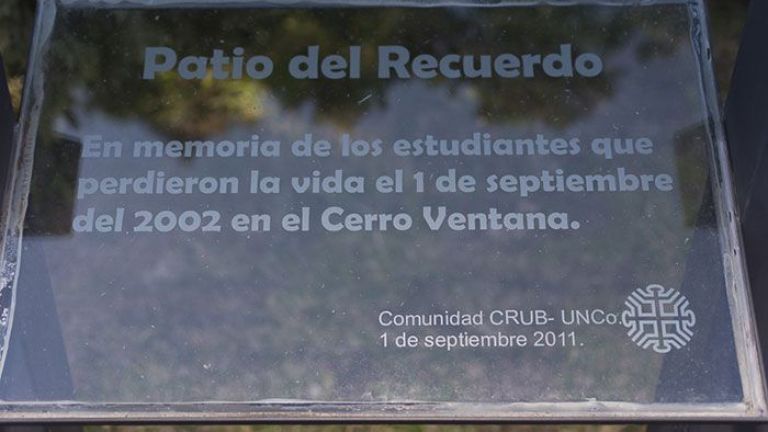 Patio del Recuerdo
En memoria de los estudiantes que
perdieron la vida el 1 de septiembre
del 2002 en el Cerro Ventana.
Comunidad CRUB- UNCo.
1 de septiembre 2011.